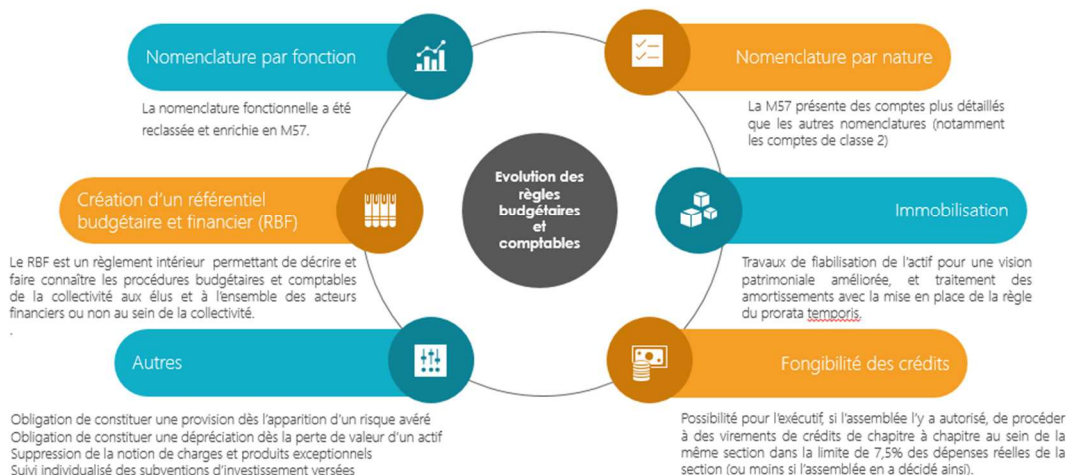 Nomenclature par fonction
La nomenclature fonctionnelle a été
reclassée et enrichie en M57.
Nomenclature par nature
La M57 présente des comptes plus détaillés
que les autres nomenclatures (notamment
les comptes de classe 2)
Evolution des
règles
budgétaires
et
comptables
Création d'un référentiel
budgétaire et financier (RBF)
Le RBF est un règlement intérieur permettant de décrire et
faire connaître les procédures budgétaires et comptables
de la collectivité aux élus et à l'ensemble des acteurs
financiers ou non au sein de la collectivité.
.
Immobilisation
Travaux de fiabilisation de l'actif pour une vision
patrimoniale améliorée, et traitement des
amortissements avec la mise en place de la règle
du prorata temporis.
Autres
Obligation de constituer une provision dès l'apparition d'un risque avéré
Obligation de constituer une dépréciation dès la perte de valeur d'un actif
Suppression de la notion de charges et produits exceptionnels
Suivi individualisé des subventions d'investissement versées
Fongibilité des crédits
Possibilité pour l'exécutif, si l'assemblée l'y a autorisé, de procéder
à des virements de crédits de chapitre à chapitre au sein de la
même section dans la limite de 7,5% des dépenses réelles de la
section (ou moins si l'assemblée en a décidé ainsi).